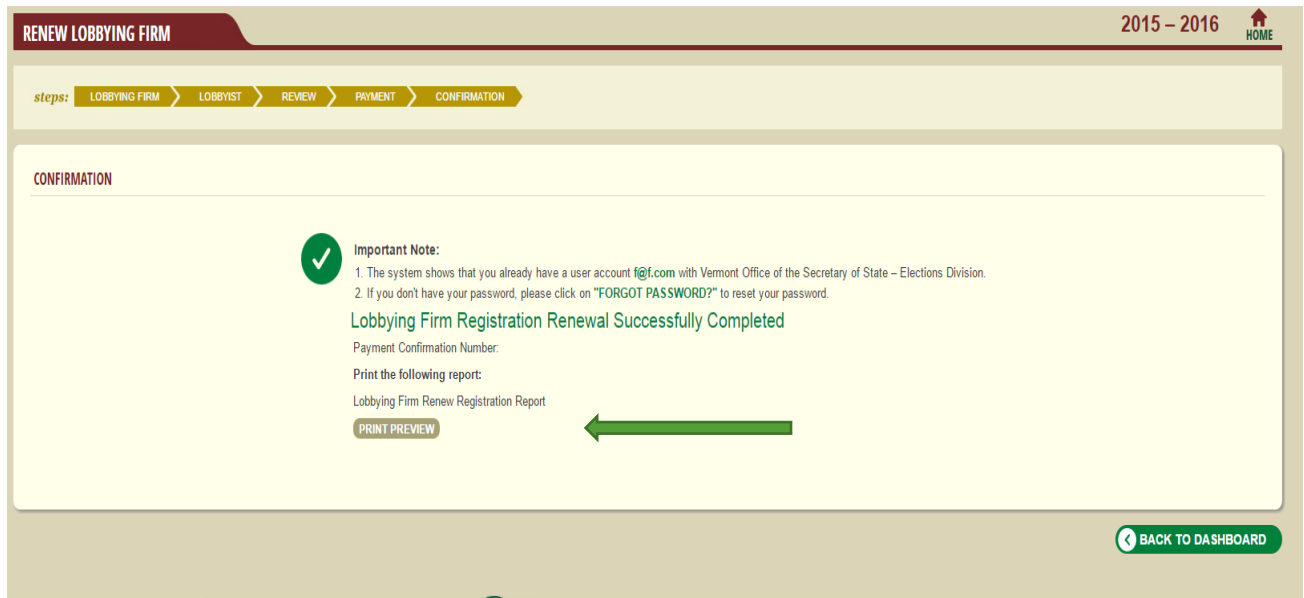 RENEW LOBBYING FIRM
2015 – 2016
HOME
steps: LOBBYING FIRM LOBBYIST REVIEW PAYMENT CONFIRMATION
CONFIRMATION
Important Note:
1. The system shows that you already have a user account f@f.com with Vermont Office of the Secretary of State – Elections Division.
2. If you don't have your password, please click on "FORGOT PASSWORD?" to reset your password.
Lobbying Firm Registration Renewal Successfully Completed
Payment Confirmation Number:
Print the following report:
Lobbying Firm Renew Registration Report
PRINT PREVIEW
BACK TO DASHBOARD